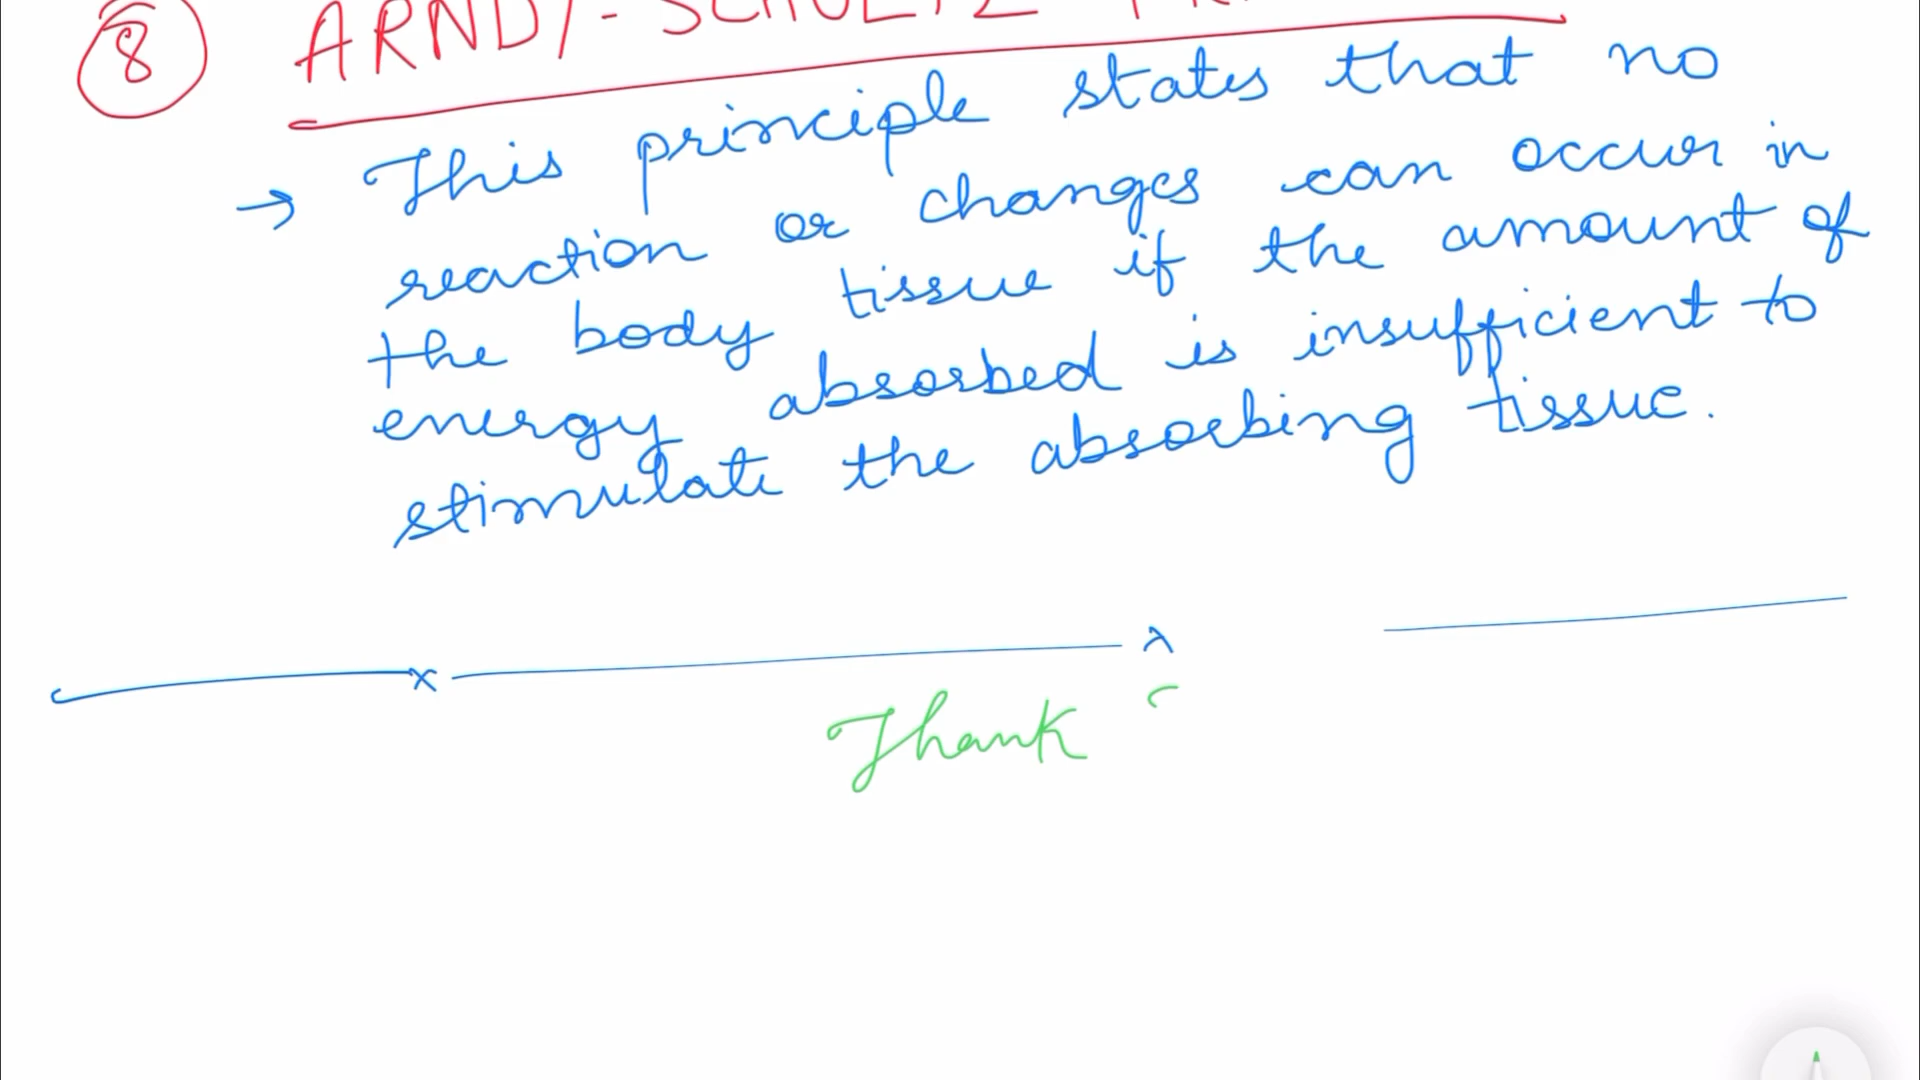 8 ARNDT-SCHULTZ
→ This principle states that no
reaction or changes can occur in
the body tissue if the amount of
energy absorbed is insufficient to
stimulate the absorbing tissue.
x
Thank